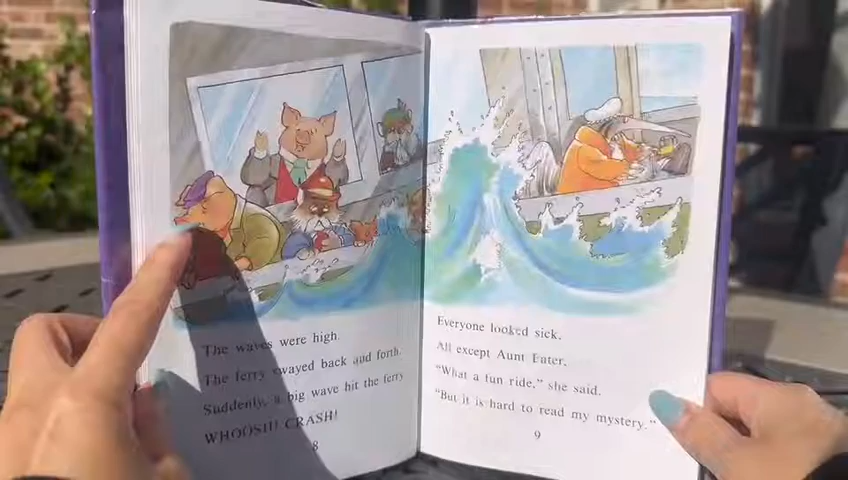 The waves were high.
The ferry swayed back and forth.
Suddenly, a big wave hit the ferry
WHOOSH! CRASH!
8
Everyone looked sick.
All except Aunt Eater.
"What a fun ride," she said.
"But it is hard to read my mystery."
9